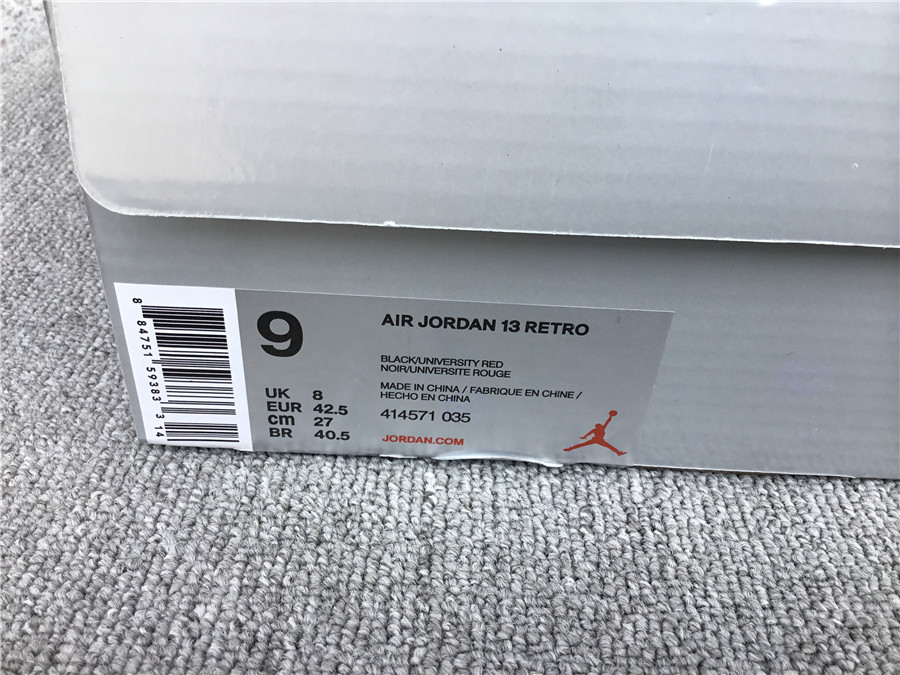 8 84751 59383 3 14
9
UK 8
EUR 42.5
cm 27
BR 40.5
AIR JORDAN 13 RETRO
BLACK/UNIVERSITY RED
NOIR/UNIVERSITE ROUGE
MADE IN CHINA / FABRIQUE EN CHINE /
HECHO EN CHINA
414571 035
JORDAN.COM